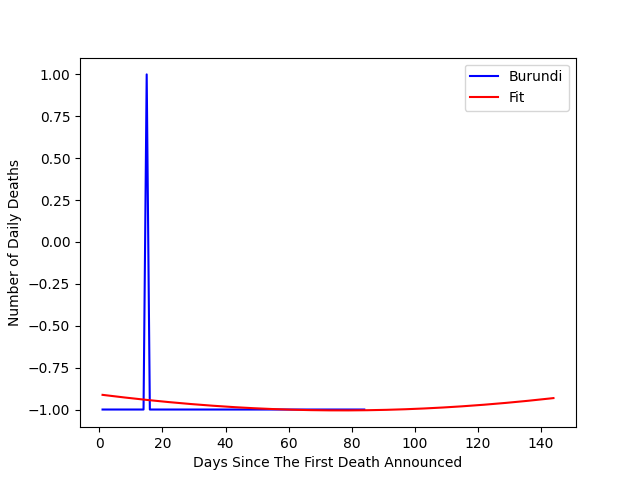 Burundi
Fit
Number of Daily Deaths
1.00
0.75
0.50
0.25
0.00
−0.25
−0.50
−0.75
−1.00
0 20 40 60 80 100 120 140
Days Since The First Death Announced